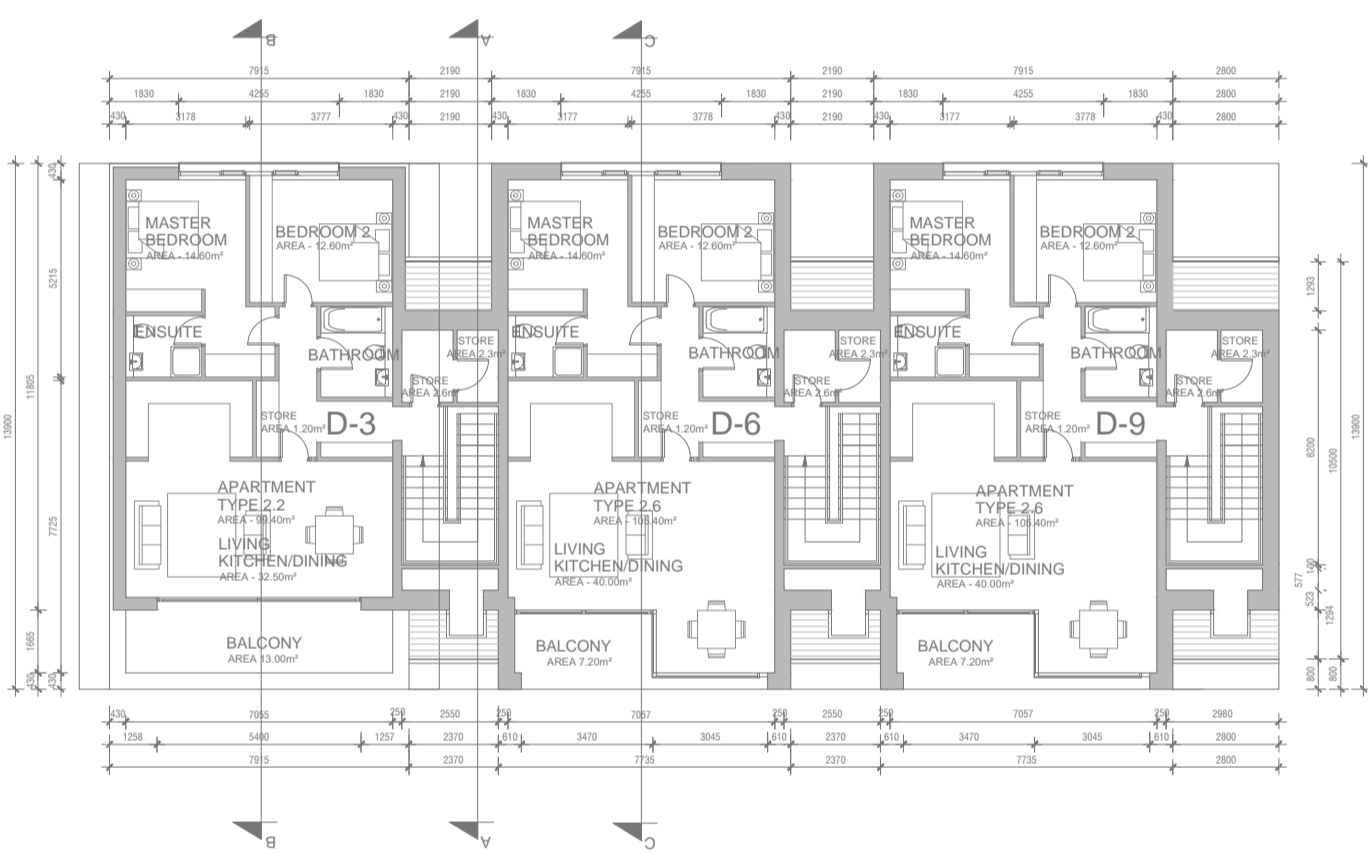 B
A
C
7915
2190
7915
2190
7915
2800
1830
4255
1830
2190
1830
4255
1830
2190
1830
4255
1830
2800
430
3178
3777
430
2190
430
3177
3778
430
2190
430
3177
3778
430
2800
13900
11805
1665
430
430
5215
7725
430
MASTER
BEDROOM
AREA - 14.60m²
BEDROOM 2
AREA - 12.60m²
ENSUITE
BATHROOM
STORE
AREA 2.3m²
STORE
AREA 2.6m²
STORE
AREA 1.20m²
D-3
APARTMENT
TYPE 2.2
AREA - 99.40m²
LIVING
KITCHEN/DINING
AREA - 32.50m²
BALCONY
AREA 13.00m²
MASTER
BEDROOM
AREA - 14.60m²
BEDROOM 2
AREA - 12.60m²
ENSUITE
BATHROOM
STORE
AREA 2.3m²
STORE
AREA 2.6m²
STORE
AREA 1.20m²
D-6
APARTMENT
TYPE 2.6
AREA - 105.40m²
LIVING
KITCHEN/DINING
AREA - 40.00m²
BALCONY
AREA 7.20m²
MASTER
BEDROOM
AREA - 14.60m²
BEDROOM 2
AREA - 12.60m²
ENSUITE
BATHROOM
STORE
AREA 2.3m²
STORE
AREA 2.6m²
STORE
AREA 1.20m²
D-9
APARTMENT
TYPE 2.6
AREA - 105.40m²
LIVING
KITCHEN/DINING
AREA - 40.00m²
BALCONY
AREA 7.20m²
1293
6200
100
577
523
1294
800
10500
800
13900
430
7055
250
2550
250
7057
250
2550
250
7057
250
2980
1258
5400
1257
2370
610
3470
3045
610
2370
610
3470
3045
610
2800
7915
2370
7735
2370
7735
2800
B
A
C